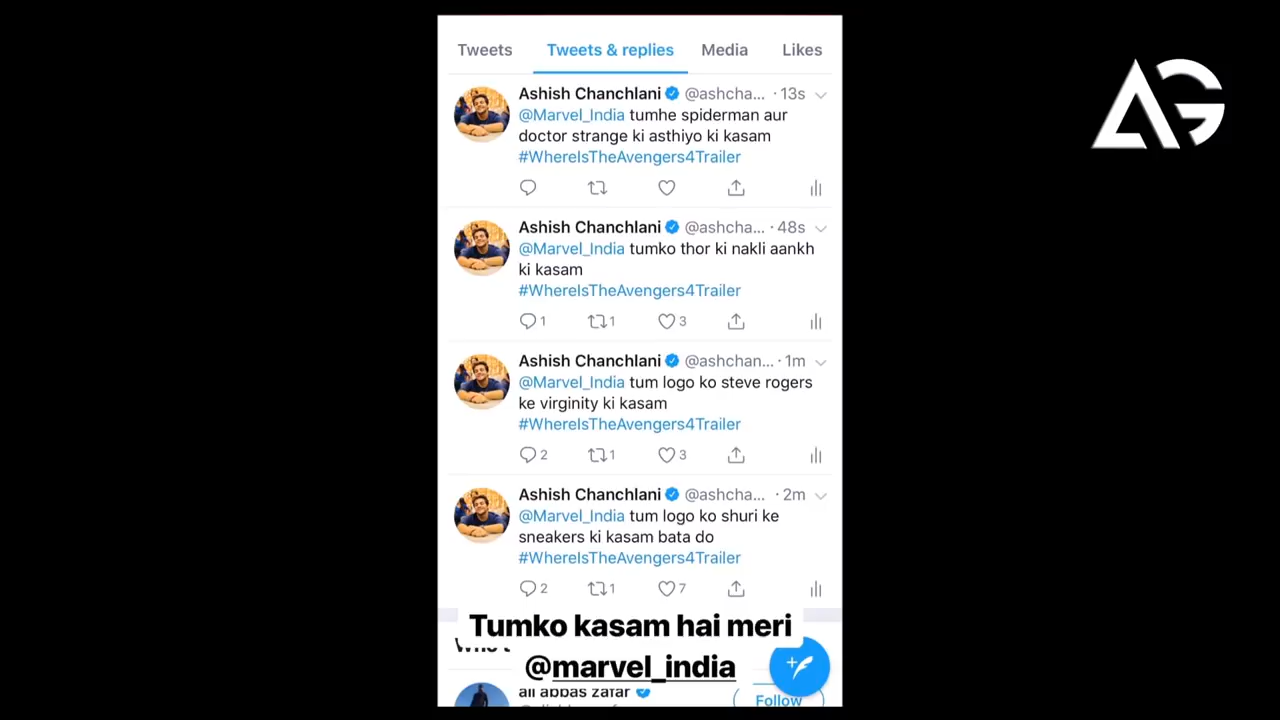 Tweets Tweets & replies Media Likes
Ashish Chanchlani @ashcha... · 13s
@Marvel_India tumhe spiderman aur
doctor strange ki asthiyo ki kasam
#WhereIsTheAvengers4Trailer
Ashish Chanchlani @ashcha... · 48s
@Marvel_India tumko thor ki nakli aankh
ki kasam
#WhereIsTheAvengers4Trailer
1 1 3
Ashish Chanchlani @ashchan... · 1m
@Marvel_India tum logo ko steve rogers
ke virginity ki kasam
#WhereIsTheAvengers4Trailer
2 1 3
Ashish Chanchlani @ashcha... · 2m
@Marvel_India tum logo ko shuri ke
sneakers ki kasam bata do
#WhereIsTheAvengers4Trailer
2 1 7
Tumko kasam hai meri
@marvel_india
ali abbas zafar
Follow
AG